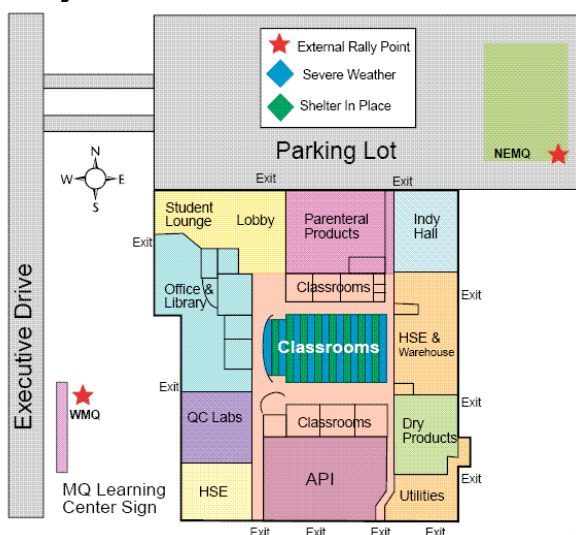 External Rally Point
Severe Weather
Shelter In Place
Parking Lot
NEMQ
N
W E
S
Exit
Exit
Student
Lounge
Lobby
Parenteral
Products
Indy
Hall
Exit
Office &
Library
Classrooms
Exit
Executive Drive
Classrooms
HSE &
Warehouse
WMQ
Exit
QC Labs
Classrooms
Dry
Products
Exit
MQ Learning
Center Sign
HSE
API
Utilities
Exit
Exit
Exit
Exit
Exit